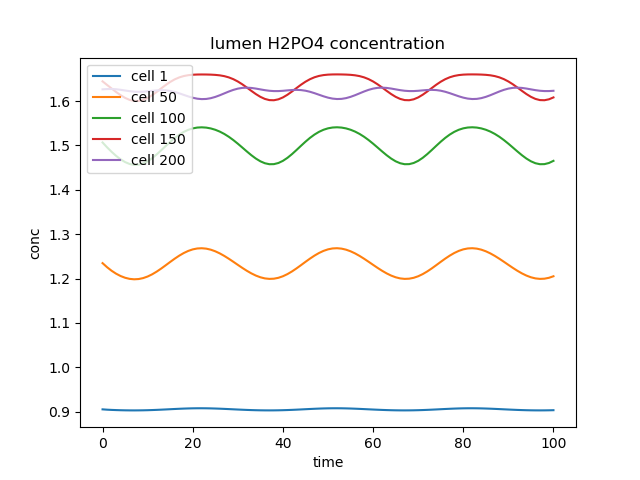 lumen H2PO4 concentration
cell 1
cell 50
cell 100
cell 150
cell 200
conc
1.6
1.5
1.4
1.3
1.2
1.1
1.0
0.9
0 20 40 60 80 100
time